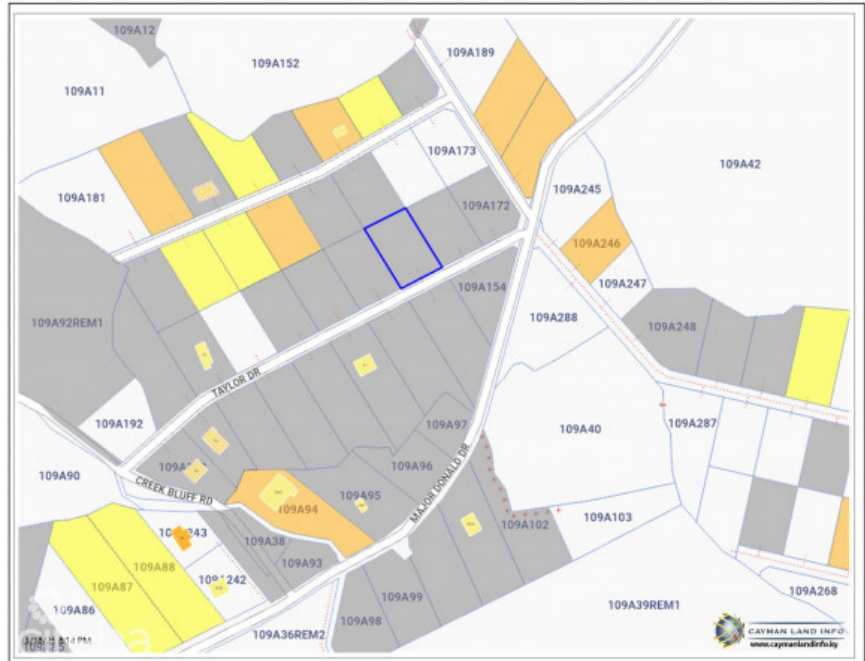 109A12
109A152
109A189
109A11
109A42
109A173
109A181
109A245
109A172
109A246
109A154
109A247
109A92REM1
109A288
109A248
TAYLOR DR
109A192
109A97
109A287
109A40
109A96
109A90
CREEK BLUFF RD
109A95
MAJOR DONALD DR
109A94
109A102
109A103
109A38
109A88
109A93
109A87
109A99
109A268
109A86
109A39REM1
109A98
109A36REM2
CAYMAN LAND INFO
www.caymanlandinfo.ky